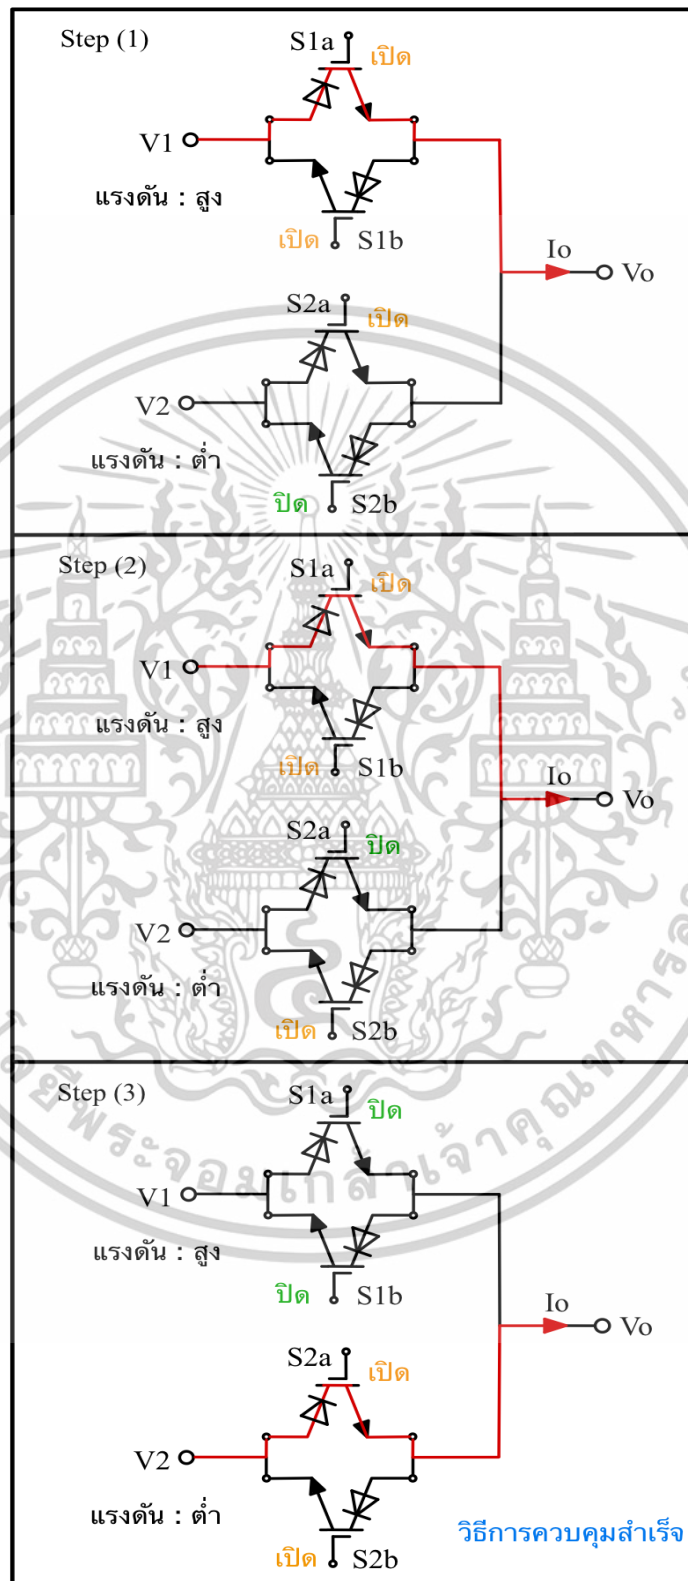 Step (1)
S1a
เปิด
V1
แรงดัน : สูง
เปิด
S1b
Io
Vo
S2a
เปิด
V2
แรงดัน : ต่ำ
ปิด
S2b
Step (2)
S1a
เปิด
V1
แรงดัน : สูง
เปิด
S1b
Io
Vo
S2a
ปิด
V2
แรงดัน : ต่ำ
เปิด
S2b
Step (3)
S1a
ปิด
V1
แรงดัน : สูง
ปิด
S1b
Io
Vo
S2a
เปิด
V2
แรงดัน : ต่ำ
เปิด
S2b
วิธีการควบคุมสำเร็จ